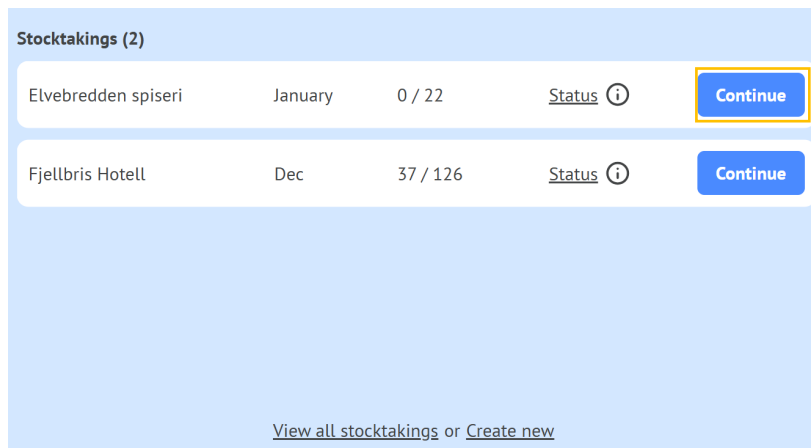 Stocktakings (2)
Elvebredden spiseri January 0 / 22 Status Continue
Fjellbris Hotell Dec 37 / 126 Status Continue
View all stocktakings or Create new